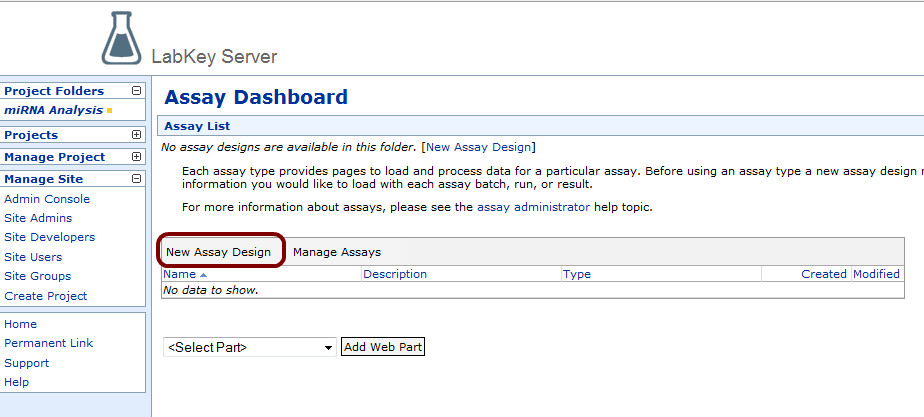 LabKey Server
Project Folders
miRNA Analysis
Projects
Manage Project
Manage Site
Admin Console
Site Admins
Site Developers
Site Users
Site Groups
Create Project
Home
Permanent Link
Support
Help
Assay Dashboard
Assay List
No assay designs are available in this folder. [New Assay Design]
Each assay type provides pages to load and process data for a particular assay. Before using an assay type a new assay design
information you would like to load with each assay batch, run, or result.
For more information about assays, please see the assay administrator help topic.
New Assay Design Manage Assays
Name Description Type Created Modified
No data to show.
<Select Part> Add Web Part